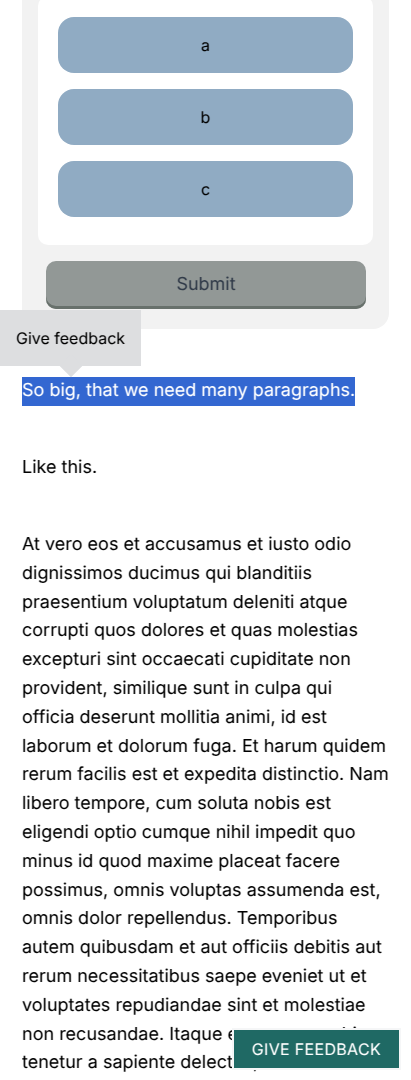 a
b
c
Submit
Give feedback
So big, that we need many paragraphs.
Like this.
At vero eos et accusamus et iusto odio
dignissimos ducimus qui blanditiis
praesentium voluptatum deleniti atque
corrupti quos dolores et quas molestias
excepturi sint occaecati cupiditate non
provident, similique sunt in culpa qui
officia deserunt mollitia animi, id est
laborum et dolorum fuga. Et harum quidem
rerum facilis est et expedita distinctio. Nam
libero tempore, cum soluta nobis est
eligendi optio cumque nihil impedit quo
minus id quod maxime placeat facere
possimus, omnis voluptas assumenda est,
omnis dolor repellendus. Temporibus
autem quibusdam et aut officiis debitis aut
rerum necessitatibus saepe eveniet ut et
voluptates repudiandae sint et molestiae
non recusandae. Itaque
tenetur a sapiente
GIVE FEEDBACK